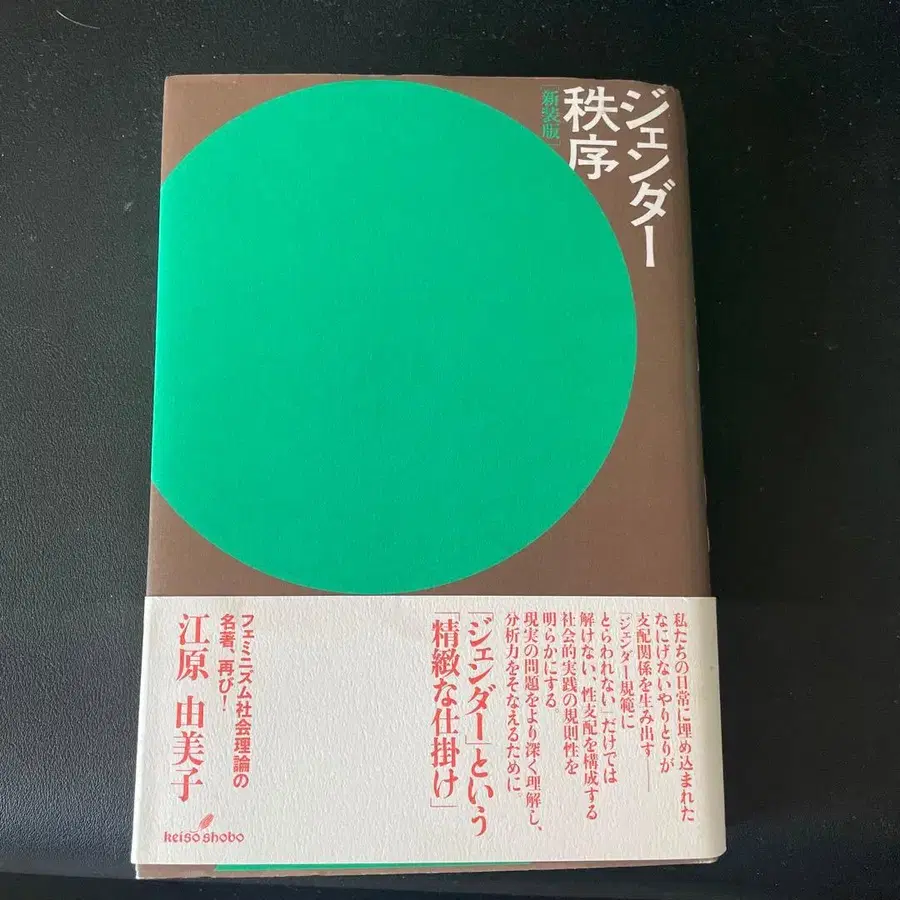 ジェンダー
秩序
[新装版]
私たちの日常に埋め込まれた
なにげないやりとりが
支配関係を生み出す——
「ジェンダー規範に
とらわれない」だけでは
解けない、性支配を構成する
社会的実践の規則性を
明らかにする。
現実の問題をより深く理解し、
分析力をそなえるために
「ジェンダー」という
「精緻な仕掛け」
フェミニズム社会理論の
名著、再び!
江原 由美子
keiso shobo